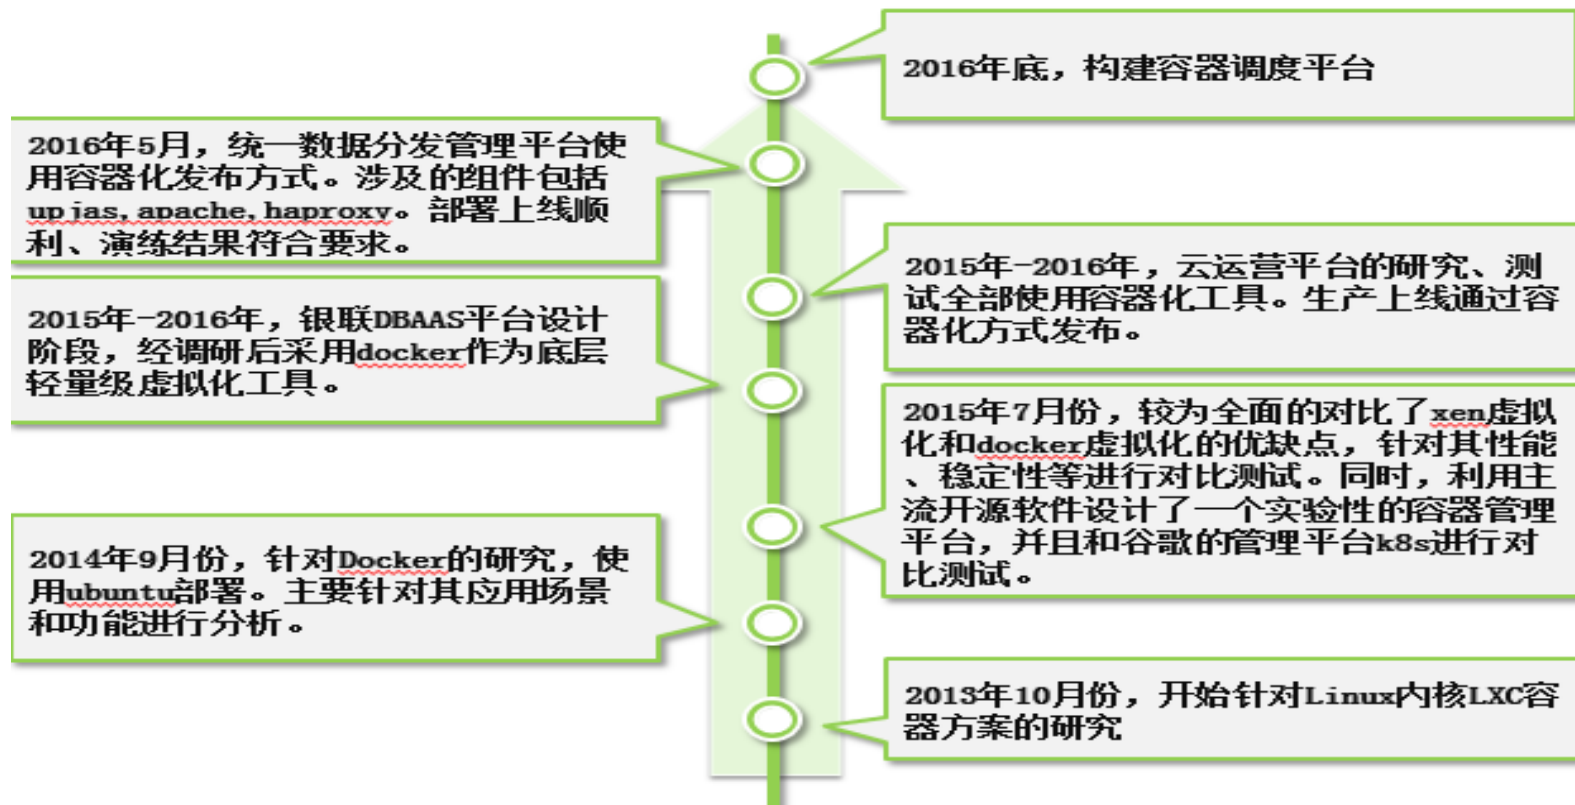 2016年底，构建容器调度平台
2016年5月，统一数据分发管理平台使
用容器化发布方式。涉及的组件包括
upjas,apache,haproxy。部署上线顺
利、演练结果符合要求。
2015年-2016年，云运营平台的研究、测
试全部使用容器化工具。生产上线通过容
器化方式发布。
2015年-2016年，银联DBAAS平台设计
阶段，经调研后采用docker作为底层
轻量级虚拟化工具。
2015年7月份，较为全面的对比了xen虚拟
化和docker虚拟化的优缺点，针对其性能
、稳定性等进行对比测试。同时，利用主
流开源软件设计了一个实验性的容器管理
平台，并且和谷歌的管理平台k8s进行对
比测试。
2014年9月份，针对Docker的研究，使
用ubuntu部署。主要针对其应用场景
和功能进行分析。
2013年10月份，开始针对Linux内核LXC容
器方案的研究